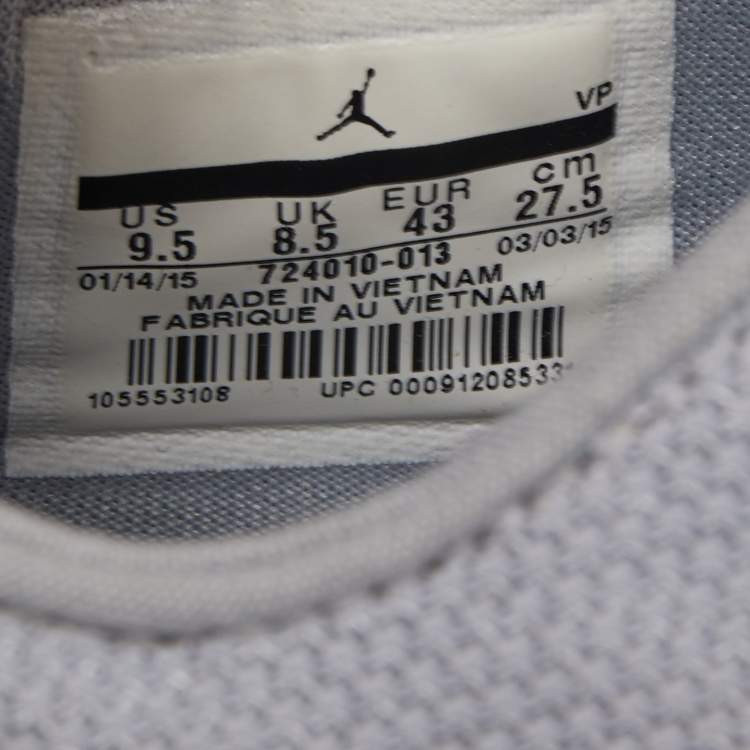 VP
US UK EUR cm
9.5 8.5 43 27.5
01/14/15 724010-013 03/03/15
MADE IN VIETNAM
FABRIQUE AU VIETNAM
105553108 UPC 00091208533